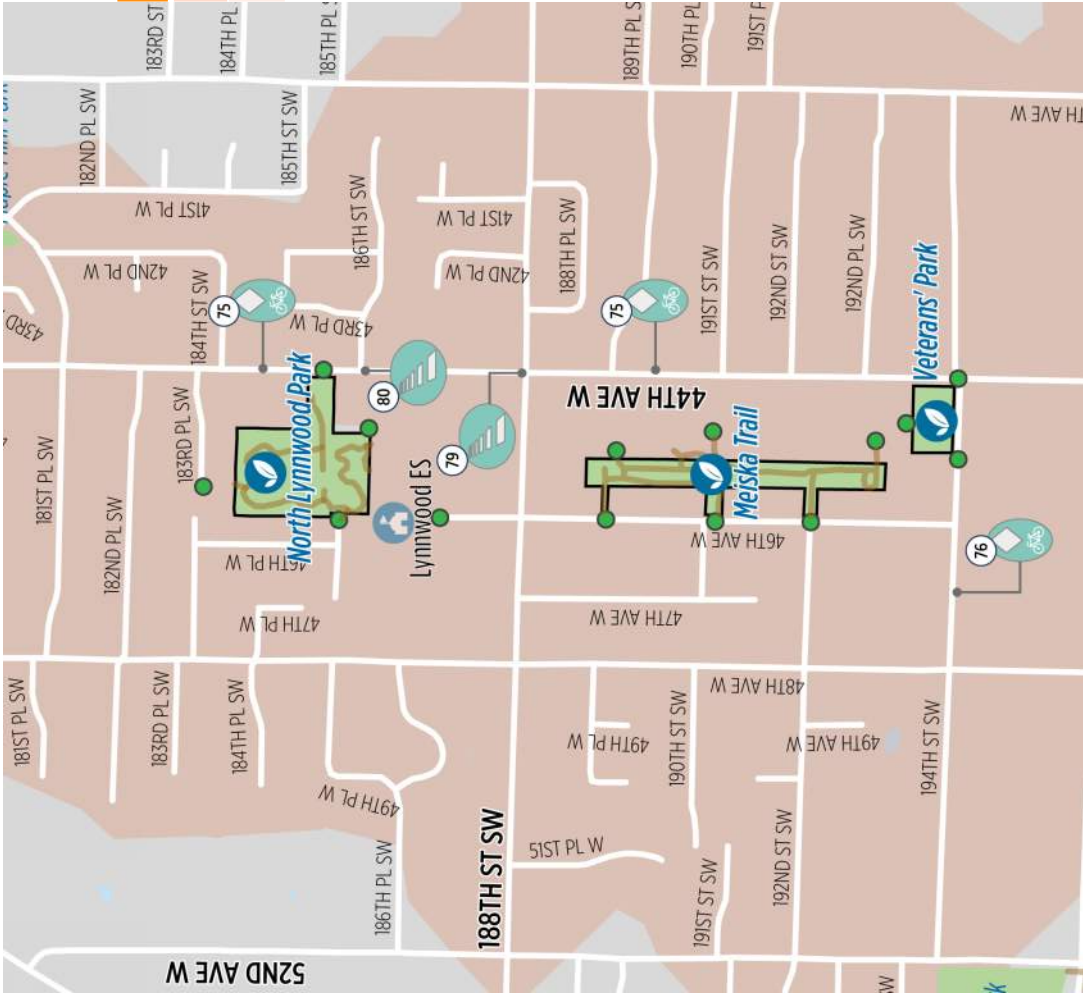 183RD ST
184TH PL
185TH PL S
189TH PL S
190TH PL
191ST P
182ND PL SW
185TH ST SW
TH AVE W
41ST PL W
186TH ST SW
41ST PL W
188TH PL SW
191ST ST SW
192ND ST SW
192ND PL SW
42ND PL W
42ND PL W
43RD
184TH ST SW
75
43RD PL W
75
Veterans' Park
44TH AVE W
80
79
183RD PL SW
North Lynnwood Park
Meiska Trail
181ST PL SW
182ND PL SW
Lynnwood ES
46TH PL W
46TH AVE W
76
47TH PL W
47TH AVE W
48TH AVE W
181ST PL SW
183RD PL SW
184TH PL SW
49TH PL W
190TH ST SW
49TH AVE W
194TH ST SW
49TH PL W
186TH PL SW
188TH ST SW
51ST PL W
191ST ST SW
192ND ST SW
52ND AVE W
SW
k